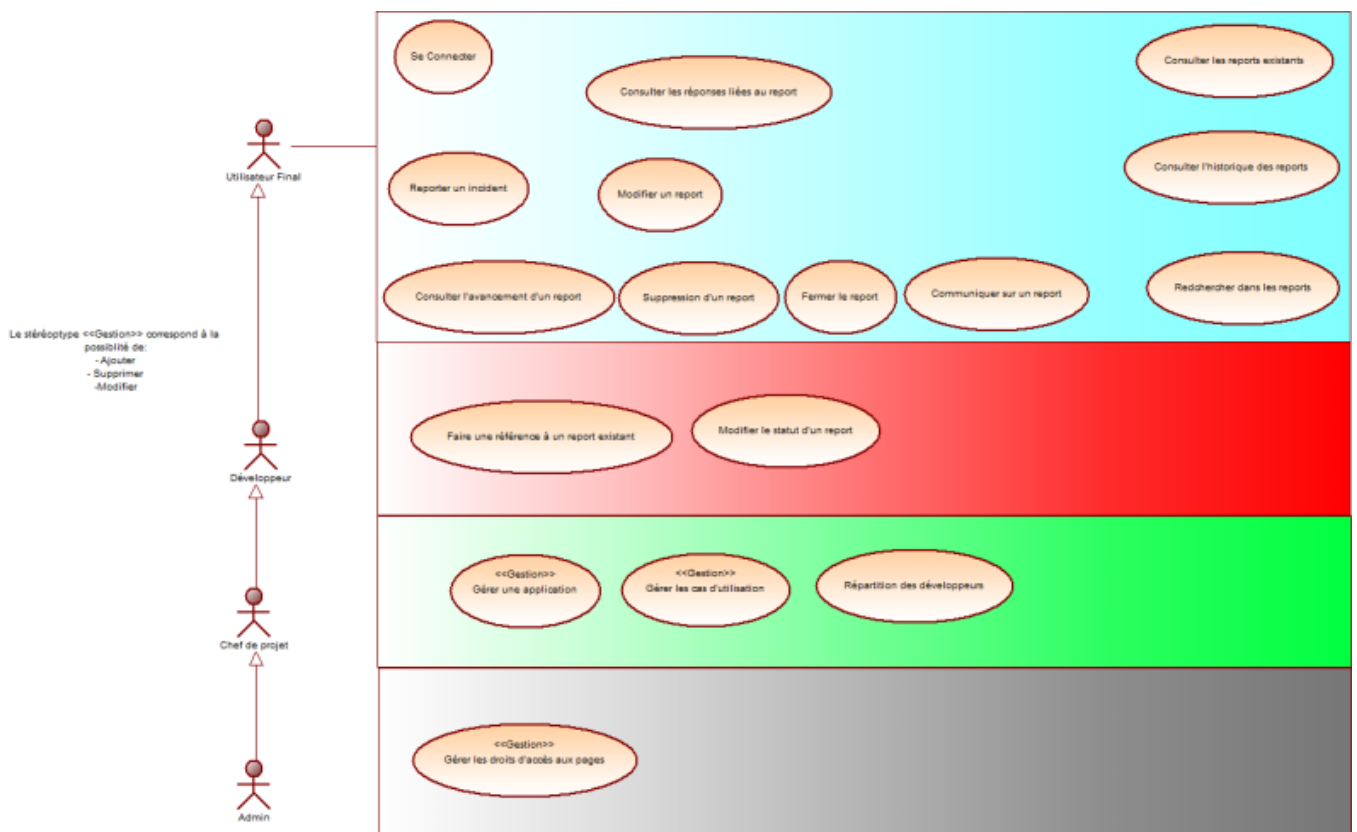 Se Connecter
Consulter les réponses liées au report
Consulter les reports existants
Utilisateur Final
Reporter un incident
Modifier un report
Consulter l'historique des reports
Consulter l'avancement d'un report
Suppression d'un report
Fermer le report
Communiquer sur un report
Redchercher dans les reports
Le stéréoptype <<Gestion>> correspond à la
possiblité de:
- Ajouter
- Supprimer
-Modifier
Développeur
Faire une référence à un report existant
Modifier le statut d'un report
Chef de projet
<<Gestion>>
Gérer une application
<<Gestion>>
Gérer les cas d'utilisation
Répartition des développeurs
Admin
<<Gestion>>
Gérer les droits d'accès aux pages